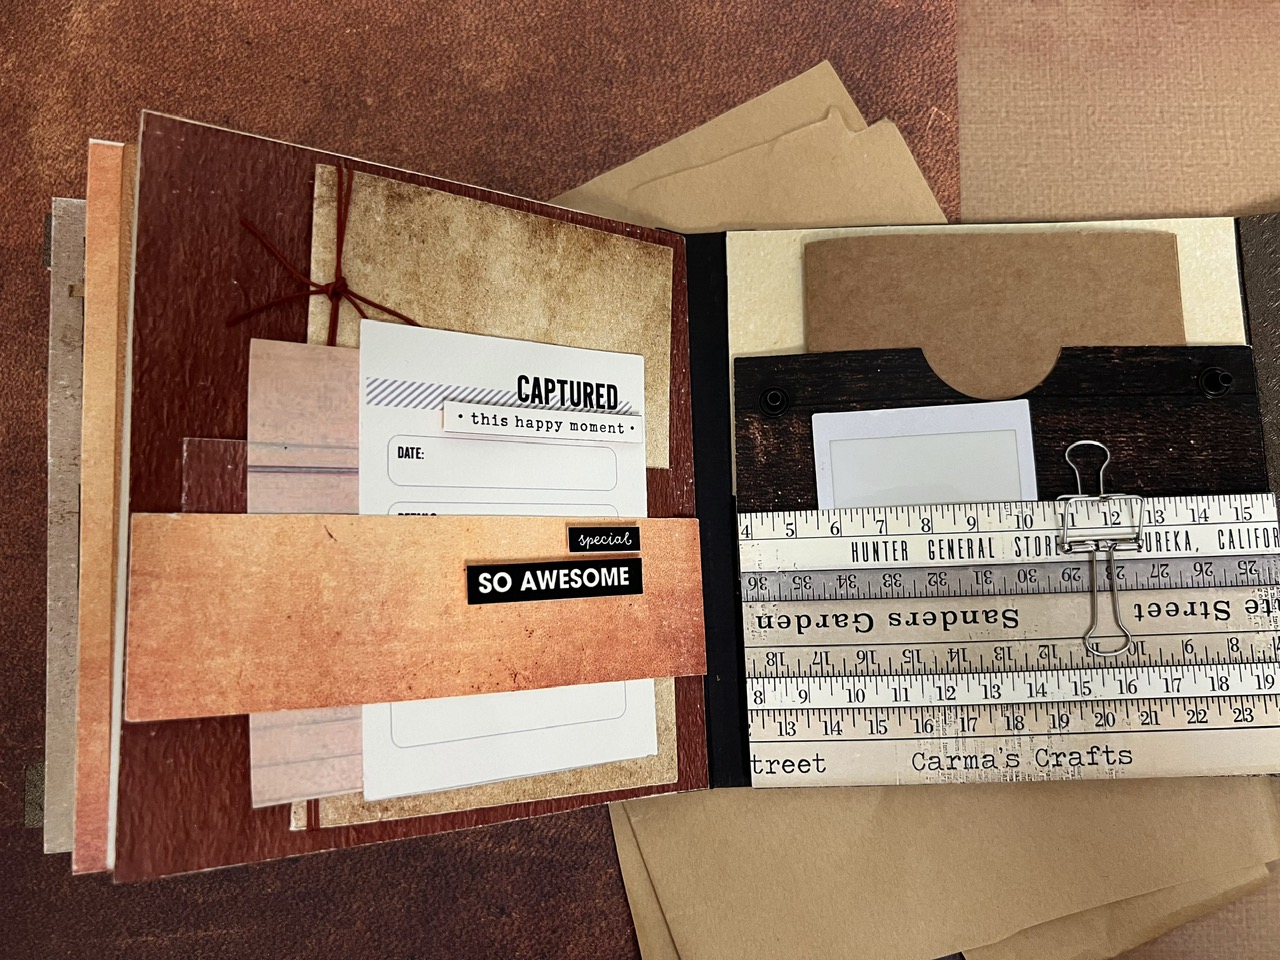 CAPTURED
• this happy moment •
DATE:
special
SO AWESOME
4 5 6 7 8 9 10 11 12 13 14 15
HUNTER GENERAL STORE
UREKA, CALIFOR
36 35 34 33 32 31 30 29 28 27 26 25
Sanders Garden
te Street
18 17 16 15 14 13 12 11 10 9 8
8 9 10 11 12 13 14 15 16 17 18 19
13 14 15 16 17 18 19 20 21 22 23
treet
Carma's Crafts